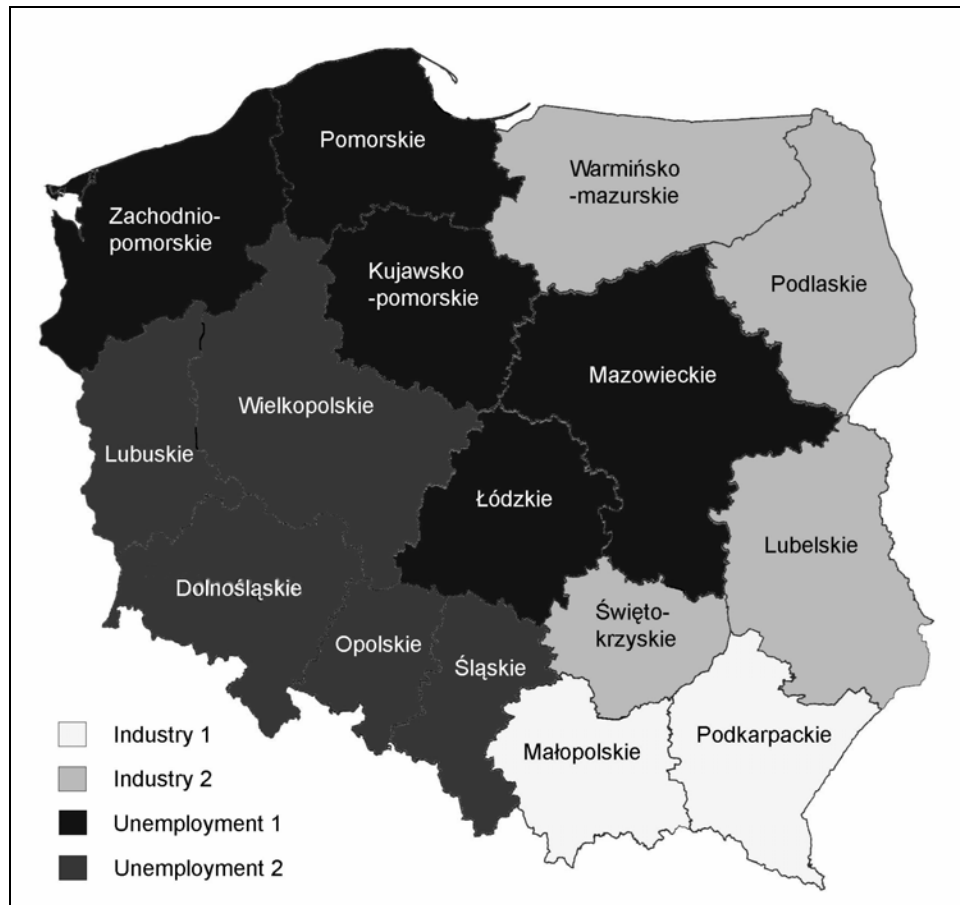 Pomorskie
Warmińsko
-mazurskie
Zachodnio-
pomorskie
Kujawsko
-pomorskie
Podlaskie
Mazowieckie
Wielkopolskie
Lubuskie
Łódzkie
Lubelskie
Dolnośląskie
Święto-
krzyskie
Opolskie
Śląskie
Małopolskie
Podkarpackie
Industry 1
Industry 2
Unemployment 1
Unemployment 2